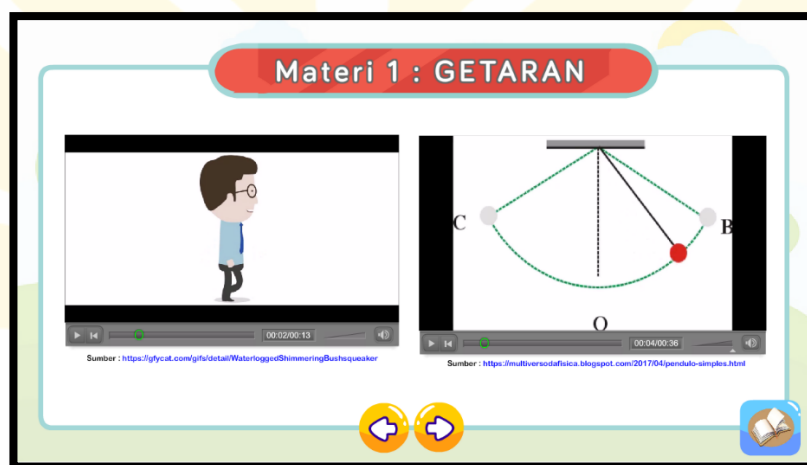 Materi 1 : GETARAN
C
B
O
00:02/00:13
00:04/00:36
Sumber : https://gfycat.com/gifs/detail/WaterloggedShimmeringBushsqueaker
Sumber : https://multiversodafisica.blogspot.com/2017/04/pendulo-simples.html